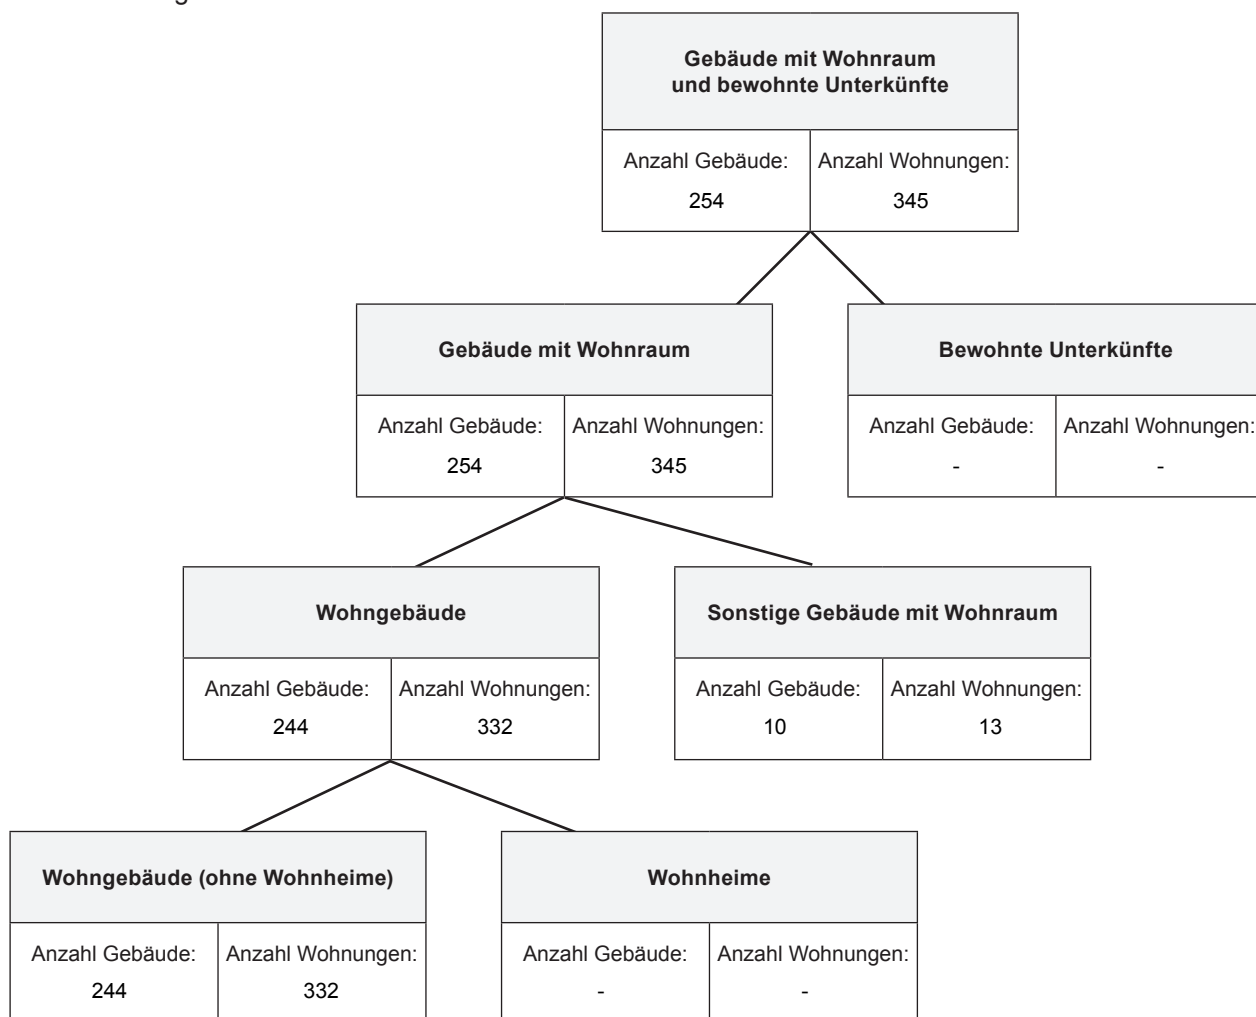 Gebäude mit Wohnraum
und bewohnte Unterkünfte
Anzahl Gebäude: Anzahl Wohnungen:
254 345
Gebäude mit Wohnraum Bewohnte Unterkünfte
Anzahl Gebäude: Anzahl Wohnungen: Anzahl Gebäude: Anzahl Wohnungen:
254 345 - -
Wohngebäude Sonstige Gebäude mit Wohnraum
Anzahl Gebäude: Anzahl Wohnungen: Anzahl Gebäude: Anzahl Wohnungen:
244 332 10 13
Wohngebäude (ohne Wohnheime) Wohnheime
Anzahl Gebäude: Anzahl Wohnungen: Anzahl Gebäude: Anzahl Wohnungen:
244 332 - -